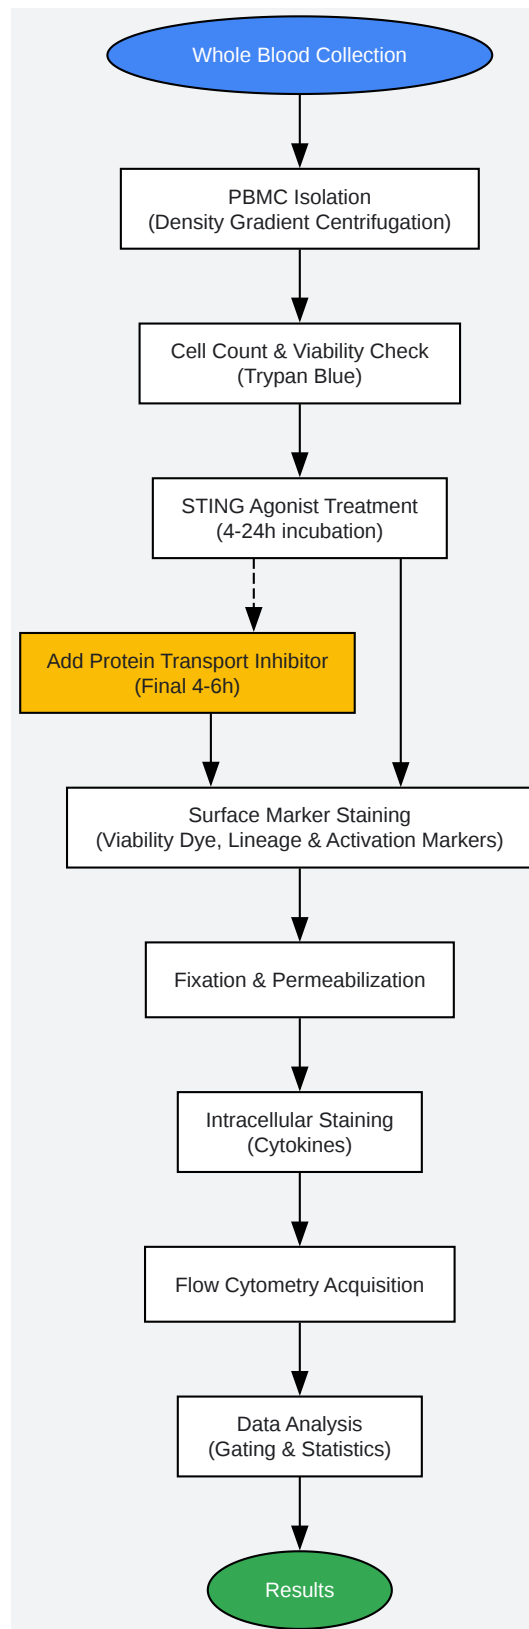 Whole Blood Collection
PBMC Isolation
(Density Gradient Centrifugation)
Cell Count & Viability Check
(Trypan Blue)
STING Agonist Treatment
(4-24h incubation)
Add Protein Transport Inhibitor
(Final 4-6h)
Surface Marker Staining
(Viability Dye, Lineage & Activation Markers)
Fixation & Permeabilization
Intracellular Staining
(Cytokines)
Flow Cytometry Acquisition
Data Analysis
(Gating & Statistics)
Results